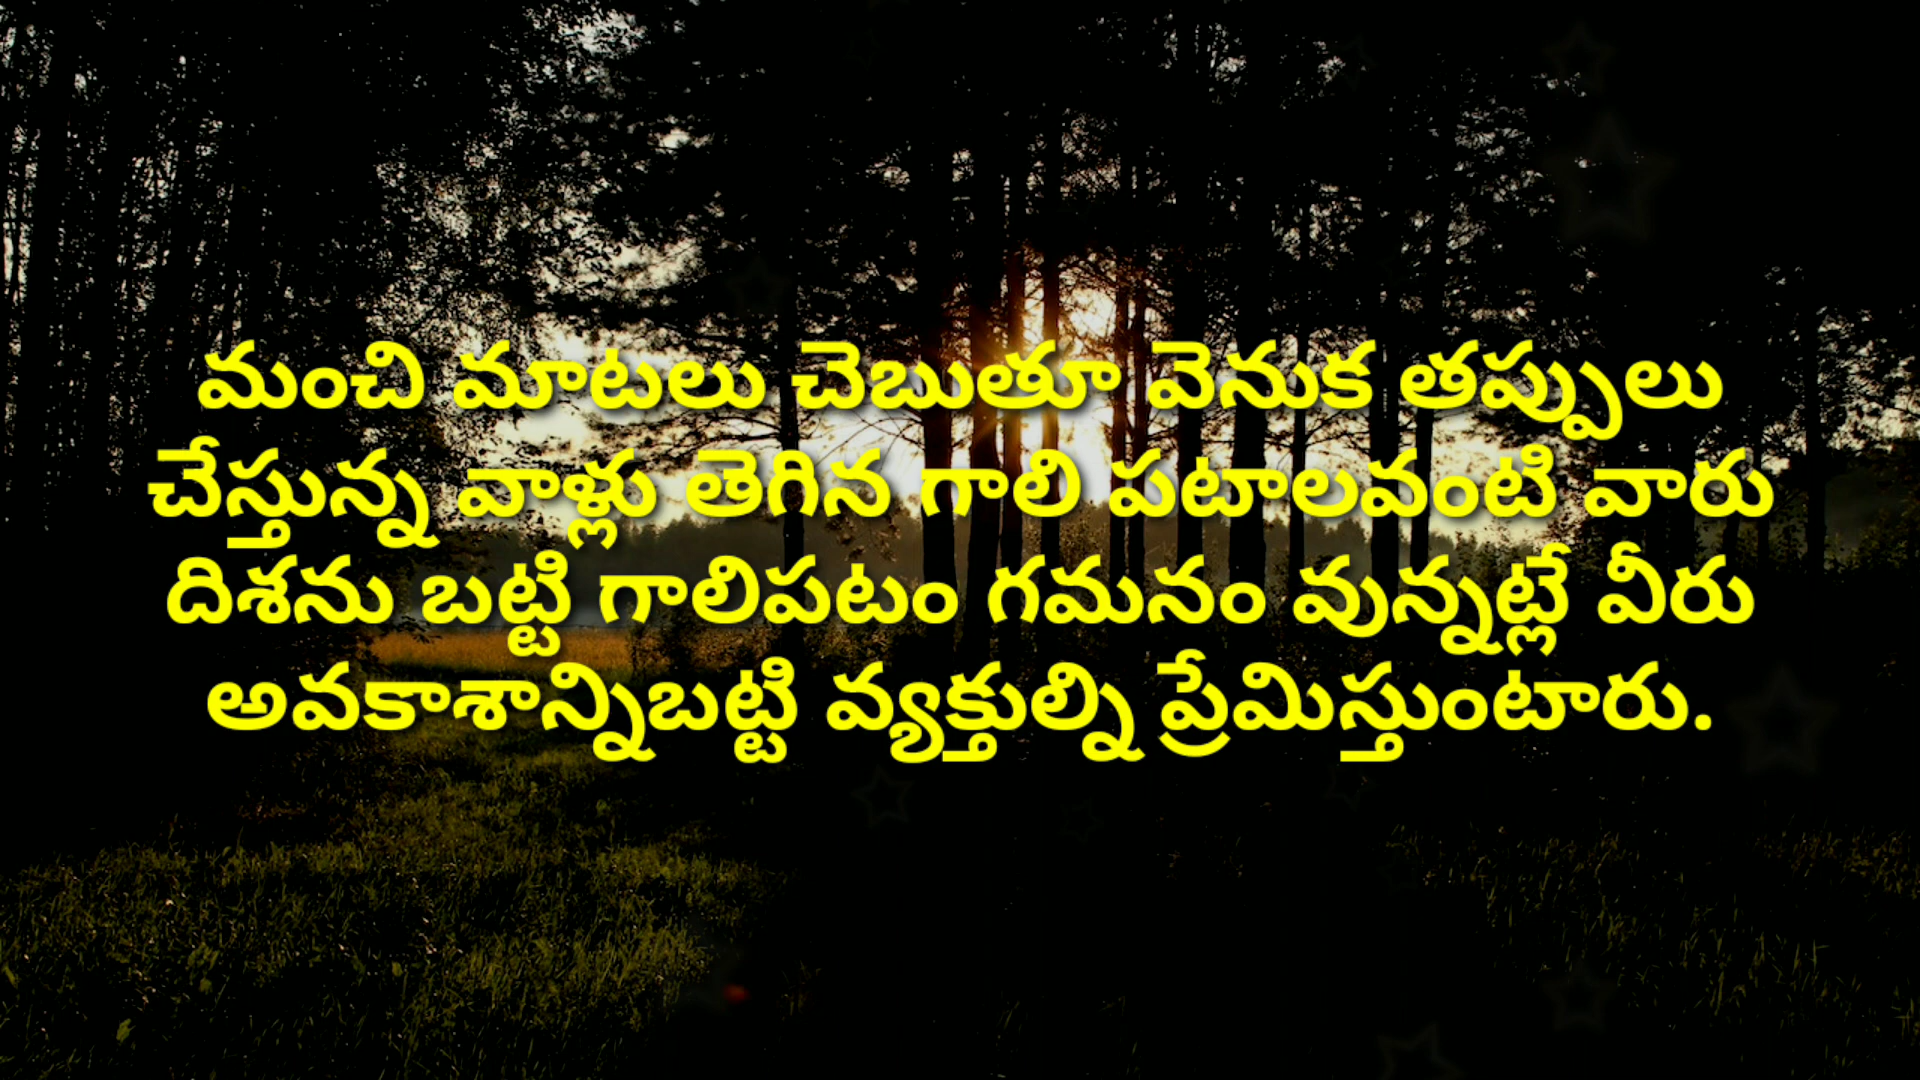 మంచి మాటలు చెబుతూ వెనుక తప్పులు
చేస్తున్న వాళ్లు తెగిన గాలి పటాలవంటి వారు
దిశను బట్టి గాలిపటం గమనం వున్నట్లే వీరు
అవకాశాన్నిబట్టి వ్యక్తుల్ని ప్రేమిస్తుంటారు.